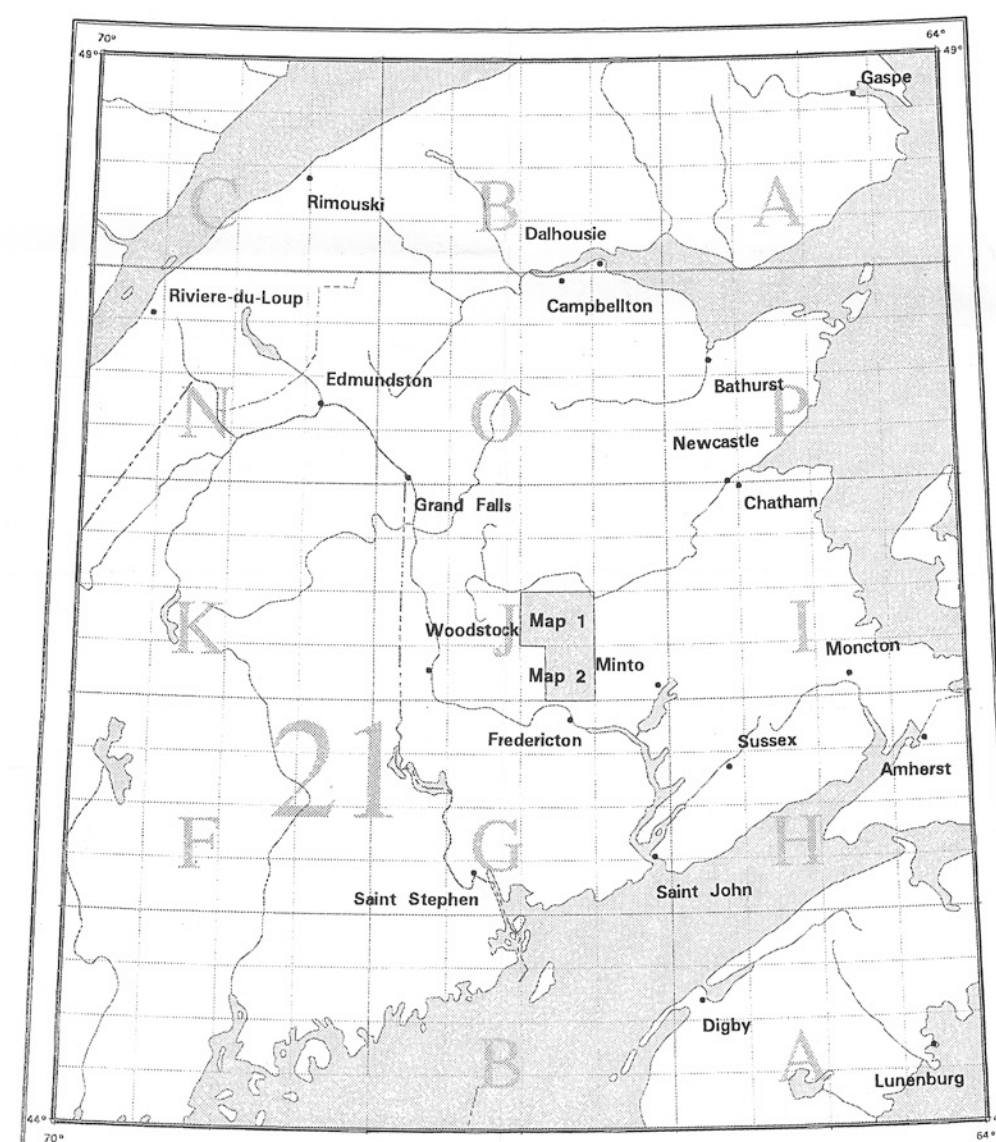 70° 64°
49° 49°
Gaspe
C B A
Rimouski
Dalhousie
Riviere-du-Loup
Campbellton
Edmundston
Bathurst
N O P
Newcastle
Grand Falls
Chatham
K J I
Map 1
Woodstock
Moncton
Minto
Map 2
21
Fredericton
Sussex
Amherst
F G H
Saint Stephen
Saint John
Digby
B A
Lunenburg
44°
70° 64°